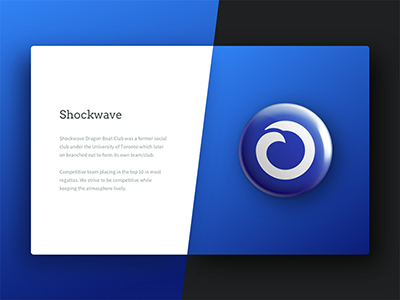 Shockwave
Shockwave Dragon Boat Club was a former social
club under the University of Toronto which later
on branched out to form its own team/club.
Competitive team placing in the top 10 in most
regattas. We strive to be competitive while
keeping the atmosphere lively.